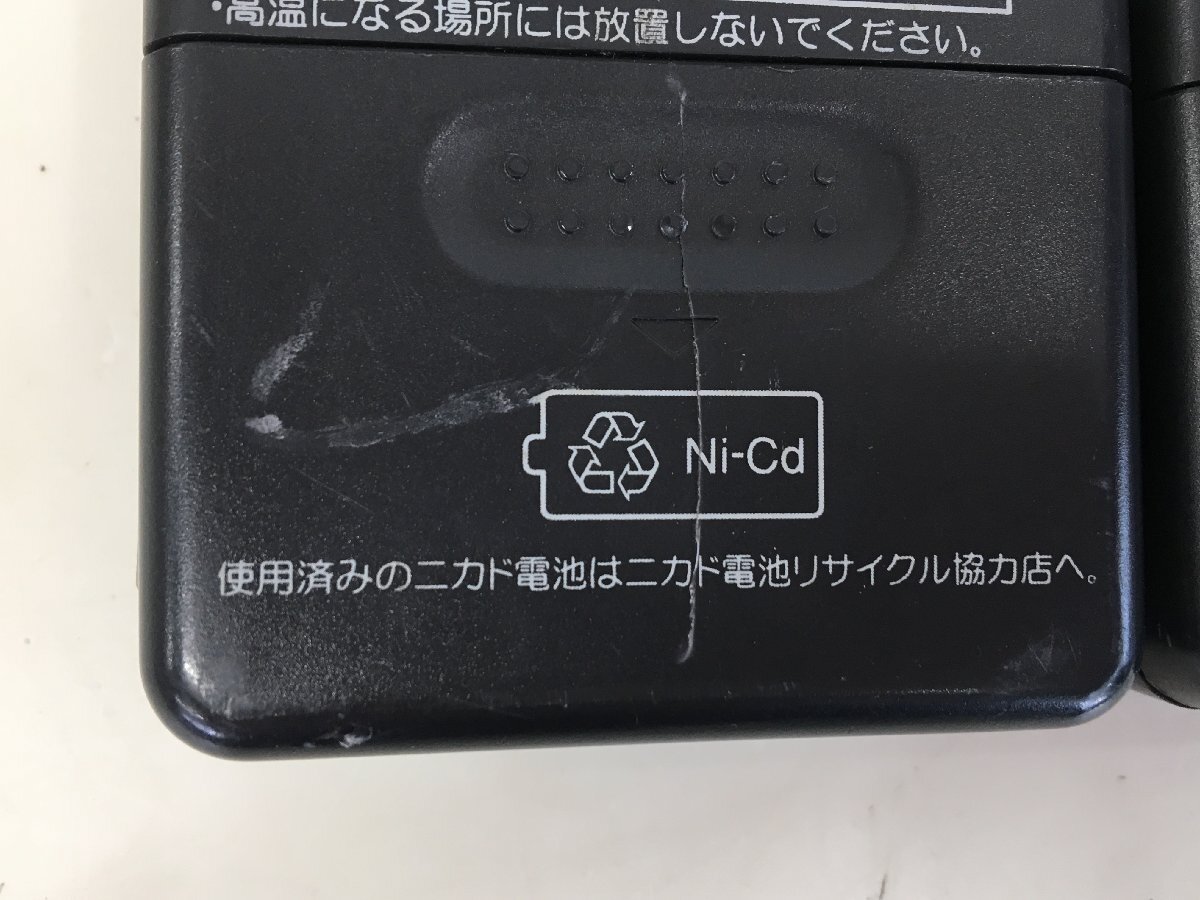 ・高温になる場所には放置しないでください。
Ni-Cd
使用済みのニカド電池はニカド電池リサイクル協力店へ。